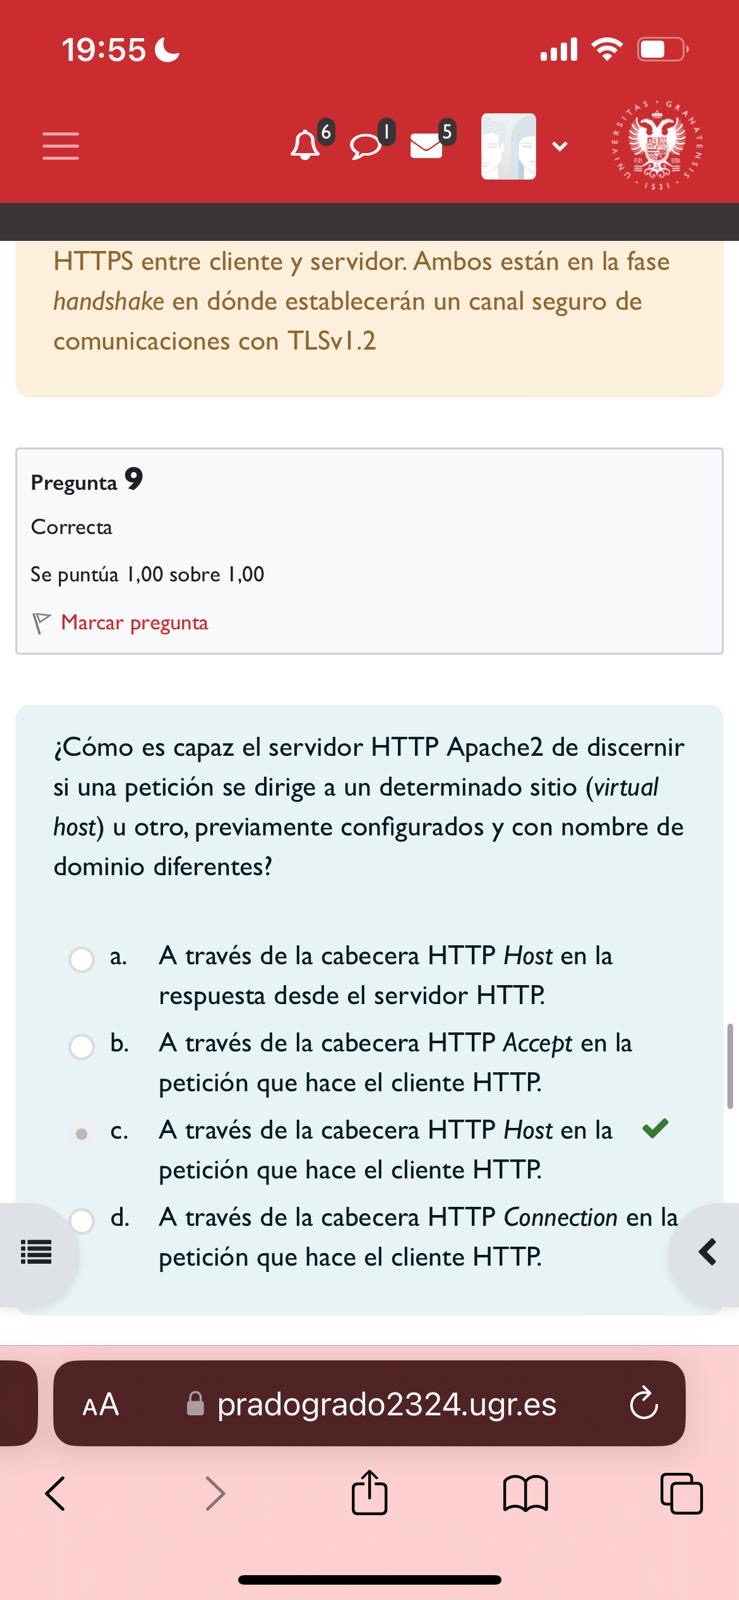 19:55
6
1
5
UNIVERSITAS · GRANATENSIS · 1531 ·
HTTPS entre cliente y servidor. Ambos están en la fase
handshake en dónde establecerán un canal seguro de
comunicaciones con TLSv1.2
Pregunta 9
Correcta
Se puntúa 1,00 sobre 1,00
Marcar pregunta
¿Cómo es capaz el servidor HTTP Apache2 de discernir
si una petición se dirige a un determinado sitio (virtual
host) u otro, previamente configurados y con nombre de
dominio diferentes?
a. A través de la cabecera HTTP Host en la
respuesta desde el servidor HTTP.
b. A través de la cabecera HTTP Accept en la
petición que hace el cliente HTTP.
c. A través de la cabecera HTTP Host en la
petición que hace el cliente HTTP.
d. A través de la cabecera HTTP Connection en la
petición que hace el cliente HTTP.
AA pradogrado2324.ugr.es